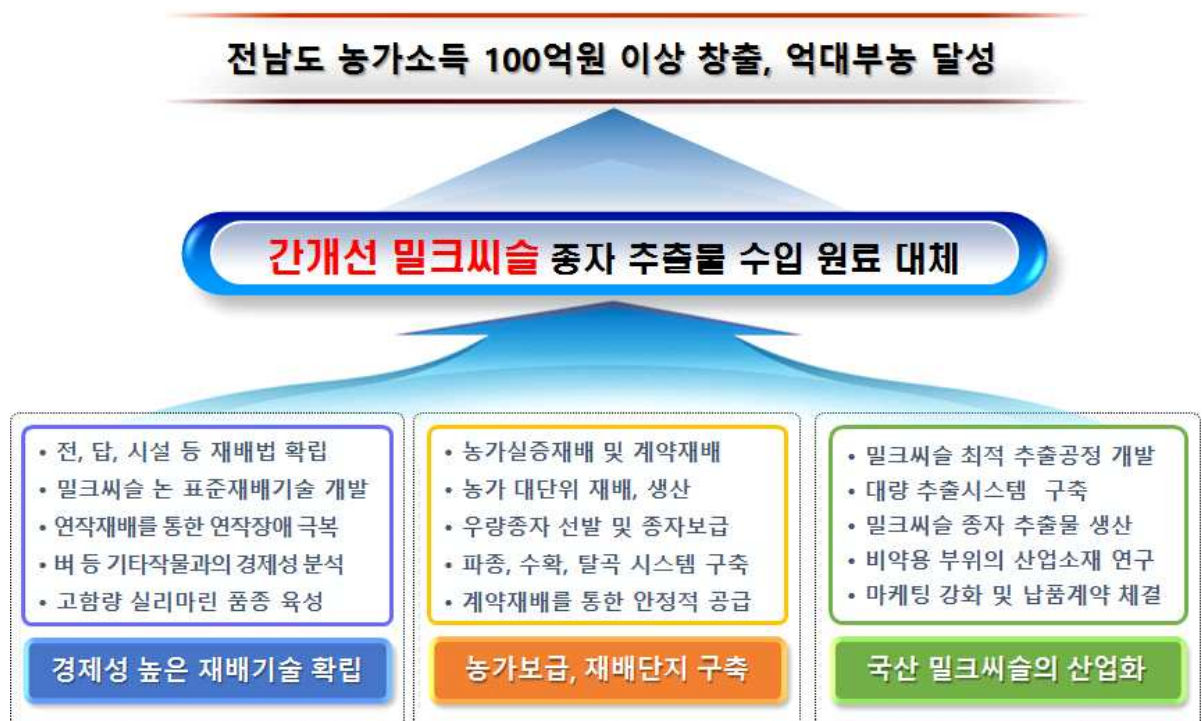 전남도 농가소득 100억원 이상 창출, 억대부농 달성
간개선 밀크씨슬 종자 추출물 수입 원료 대체
• 전, 답, 시설 등 재배법 확립
• 밀크씨슬 논 표준재배기술 개발
• 연작재배를 통한 연작장애 극복
• 벼 등 기타작물과의 경제성 분석
• 고함량 실리마린 품종 육성
경제성 높은 재배기술 확립
• 농가실증재배 및 계약재배
• 농가 대단위 재배, 생산
• 우량종자 선발 및 종자보급
• 파종, 수확, 탈곡 시스템 구축
• 계약재배를 통한 안정적 공급
농가보급, 재배단지 구축
• 밀크씨슬 최적 추출공정 개발
• 대량 추출시스템 구축
• 밀크씨슬 종자 추출물 생산
• 비약용 부위의 산업소재 연구
• 마케팅 강화 및 납품계약 체결
국산 밀크씨슬의 산업화